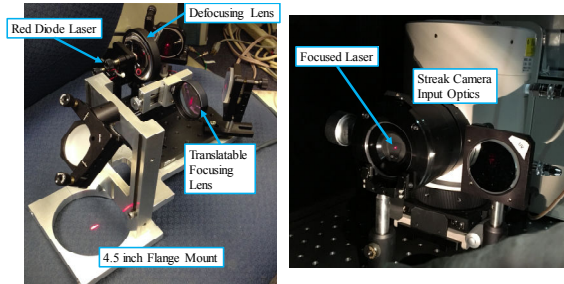 Defocusing Lens
Red Diode Laser
Translatable
Focusing
Lens
4.5 inch Flange Mount
Focused Laser
Streak Camera
Input Optics